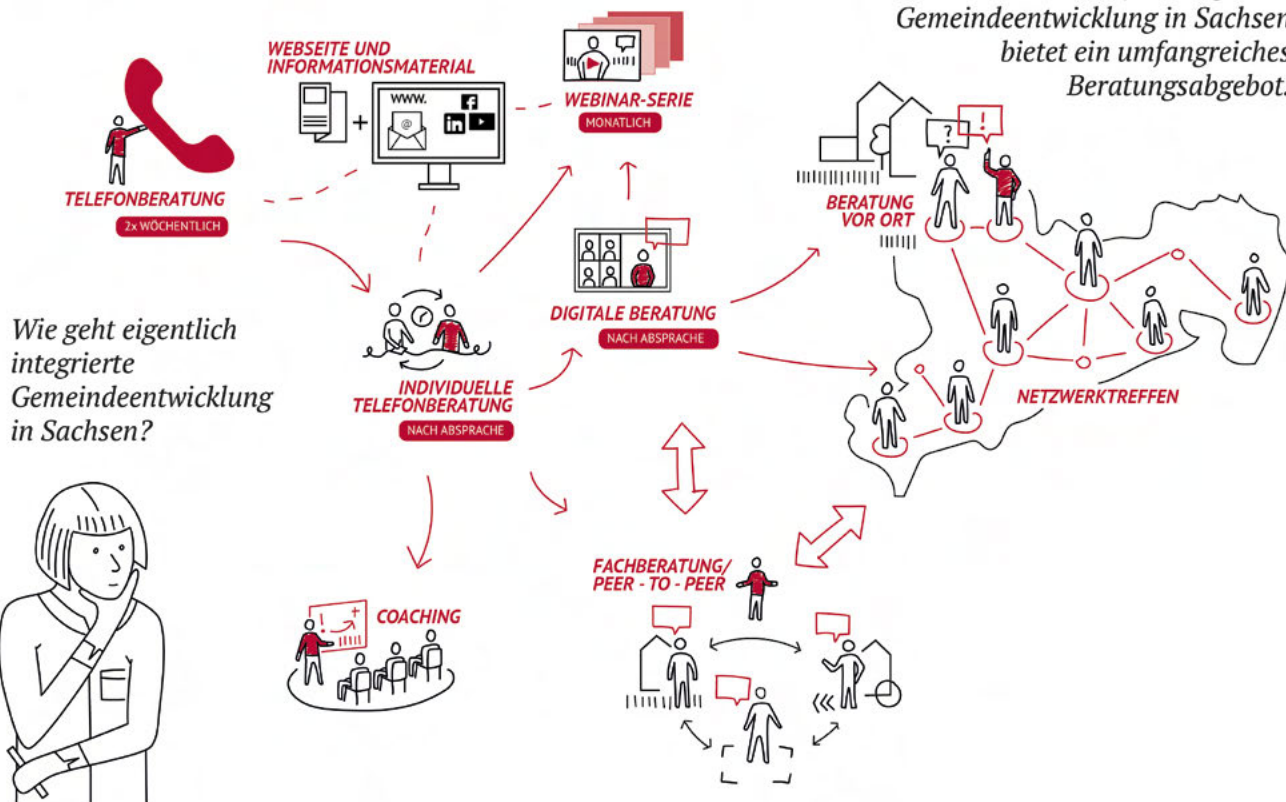 Gemeindeentwicklung in Sachsen
bietet ein umfangreiches
Beratungsabgebot.
WEBSEITE UND
INFORMATIONSMATERIAL
WWW.
@
f
in
WEBINAR-SERIE
MONATLICH
TELEFONBERATUNG
2x WÖCHENTLICH
?
!
BERATUNG
VOR ORT
DIGITALE BERATUNG
NACH ABSPRACHE
Wie geht eigentlich
integrierte
Gemeindeentwicklung
in Sachsen?
INDIVIDUELLE
TELEFONBERATUNG
NACH ABSPRACHE
NETZWERKTREFFEN
FACHBERATUNG/
PEER - TO - PEER
COACHING